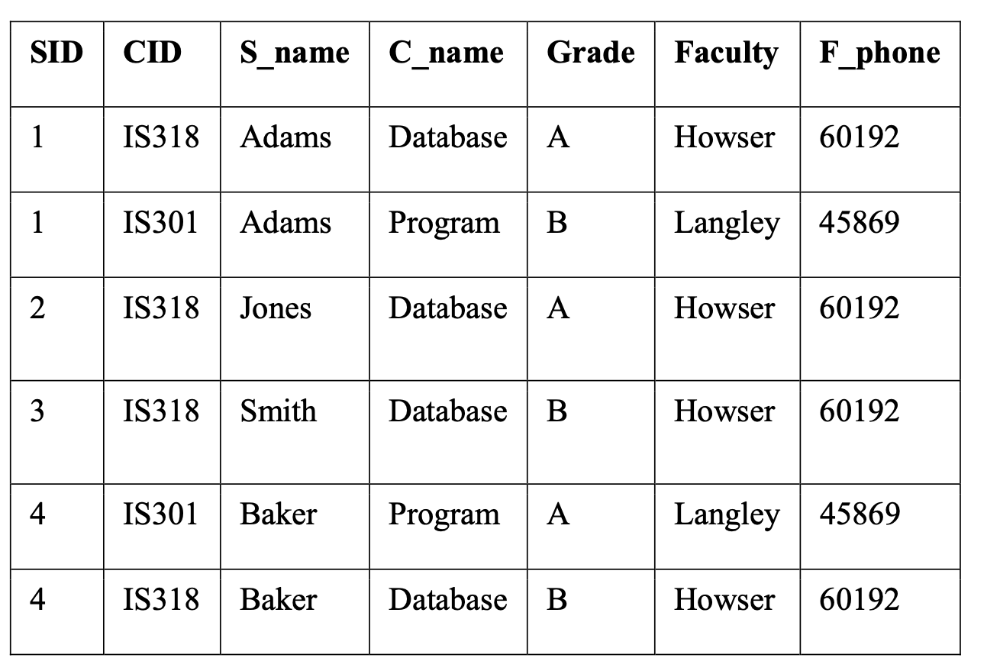 SID CID S_name C_name Grade Faculty F_phone
1 IS318 Adams Database A Howser 60192
1 IS301 Adams Program B Langley 45869
2 IS318 Jones Database A Howser 60192
3 IS318 Smith Database B Howser 60192
4 IS301 Baker Program A Langley 45869
4 IS318 Baker Database B Howser 60192